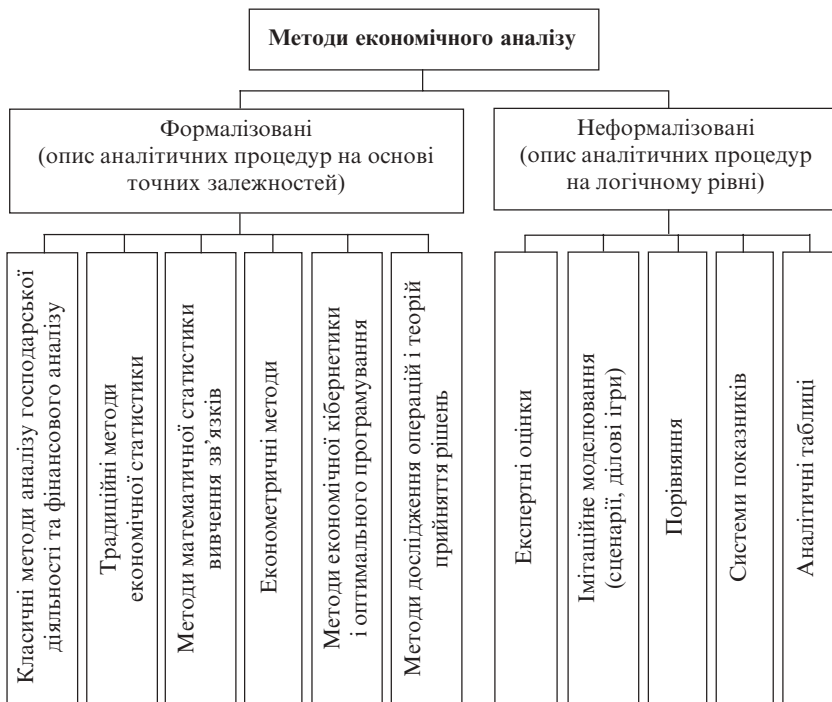 Методи економічного аналізу
Формалізовані
(опис аналітичних процедур на основі
точних залежностей)
Неформалізовані
(опис аналітичних процедур
на логічному рівні)
Класичні методи аналізу господарської
діяльності та фінансового аналізу
Традиційні методи
економічної статистики
Методи математичної статистики
вивчення зв’язків
Економетричні методи
Методи економічної кібернетики
і оптимального програмування
Методи дослідження операцій і теорій
прийняття рішень
Експертні оцінки
Імітаційне моделювання
(сценарії, ділові ігри)
Порівняння
Системи показників
Аналітичні таблиці